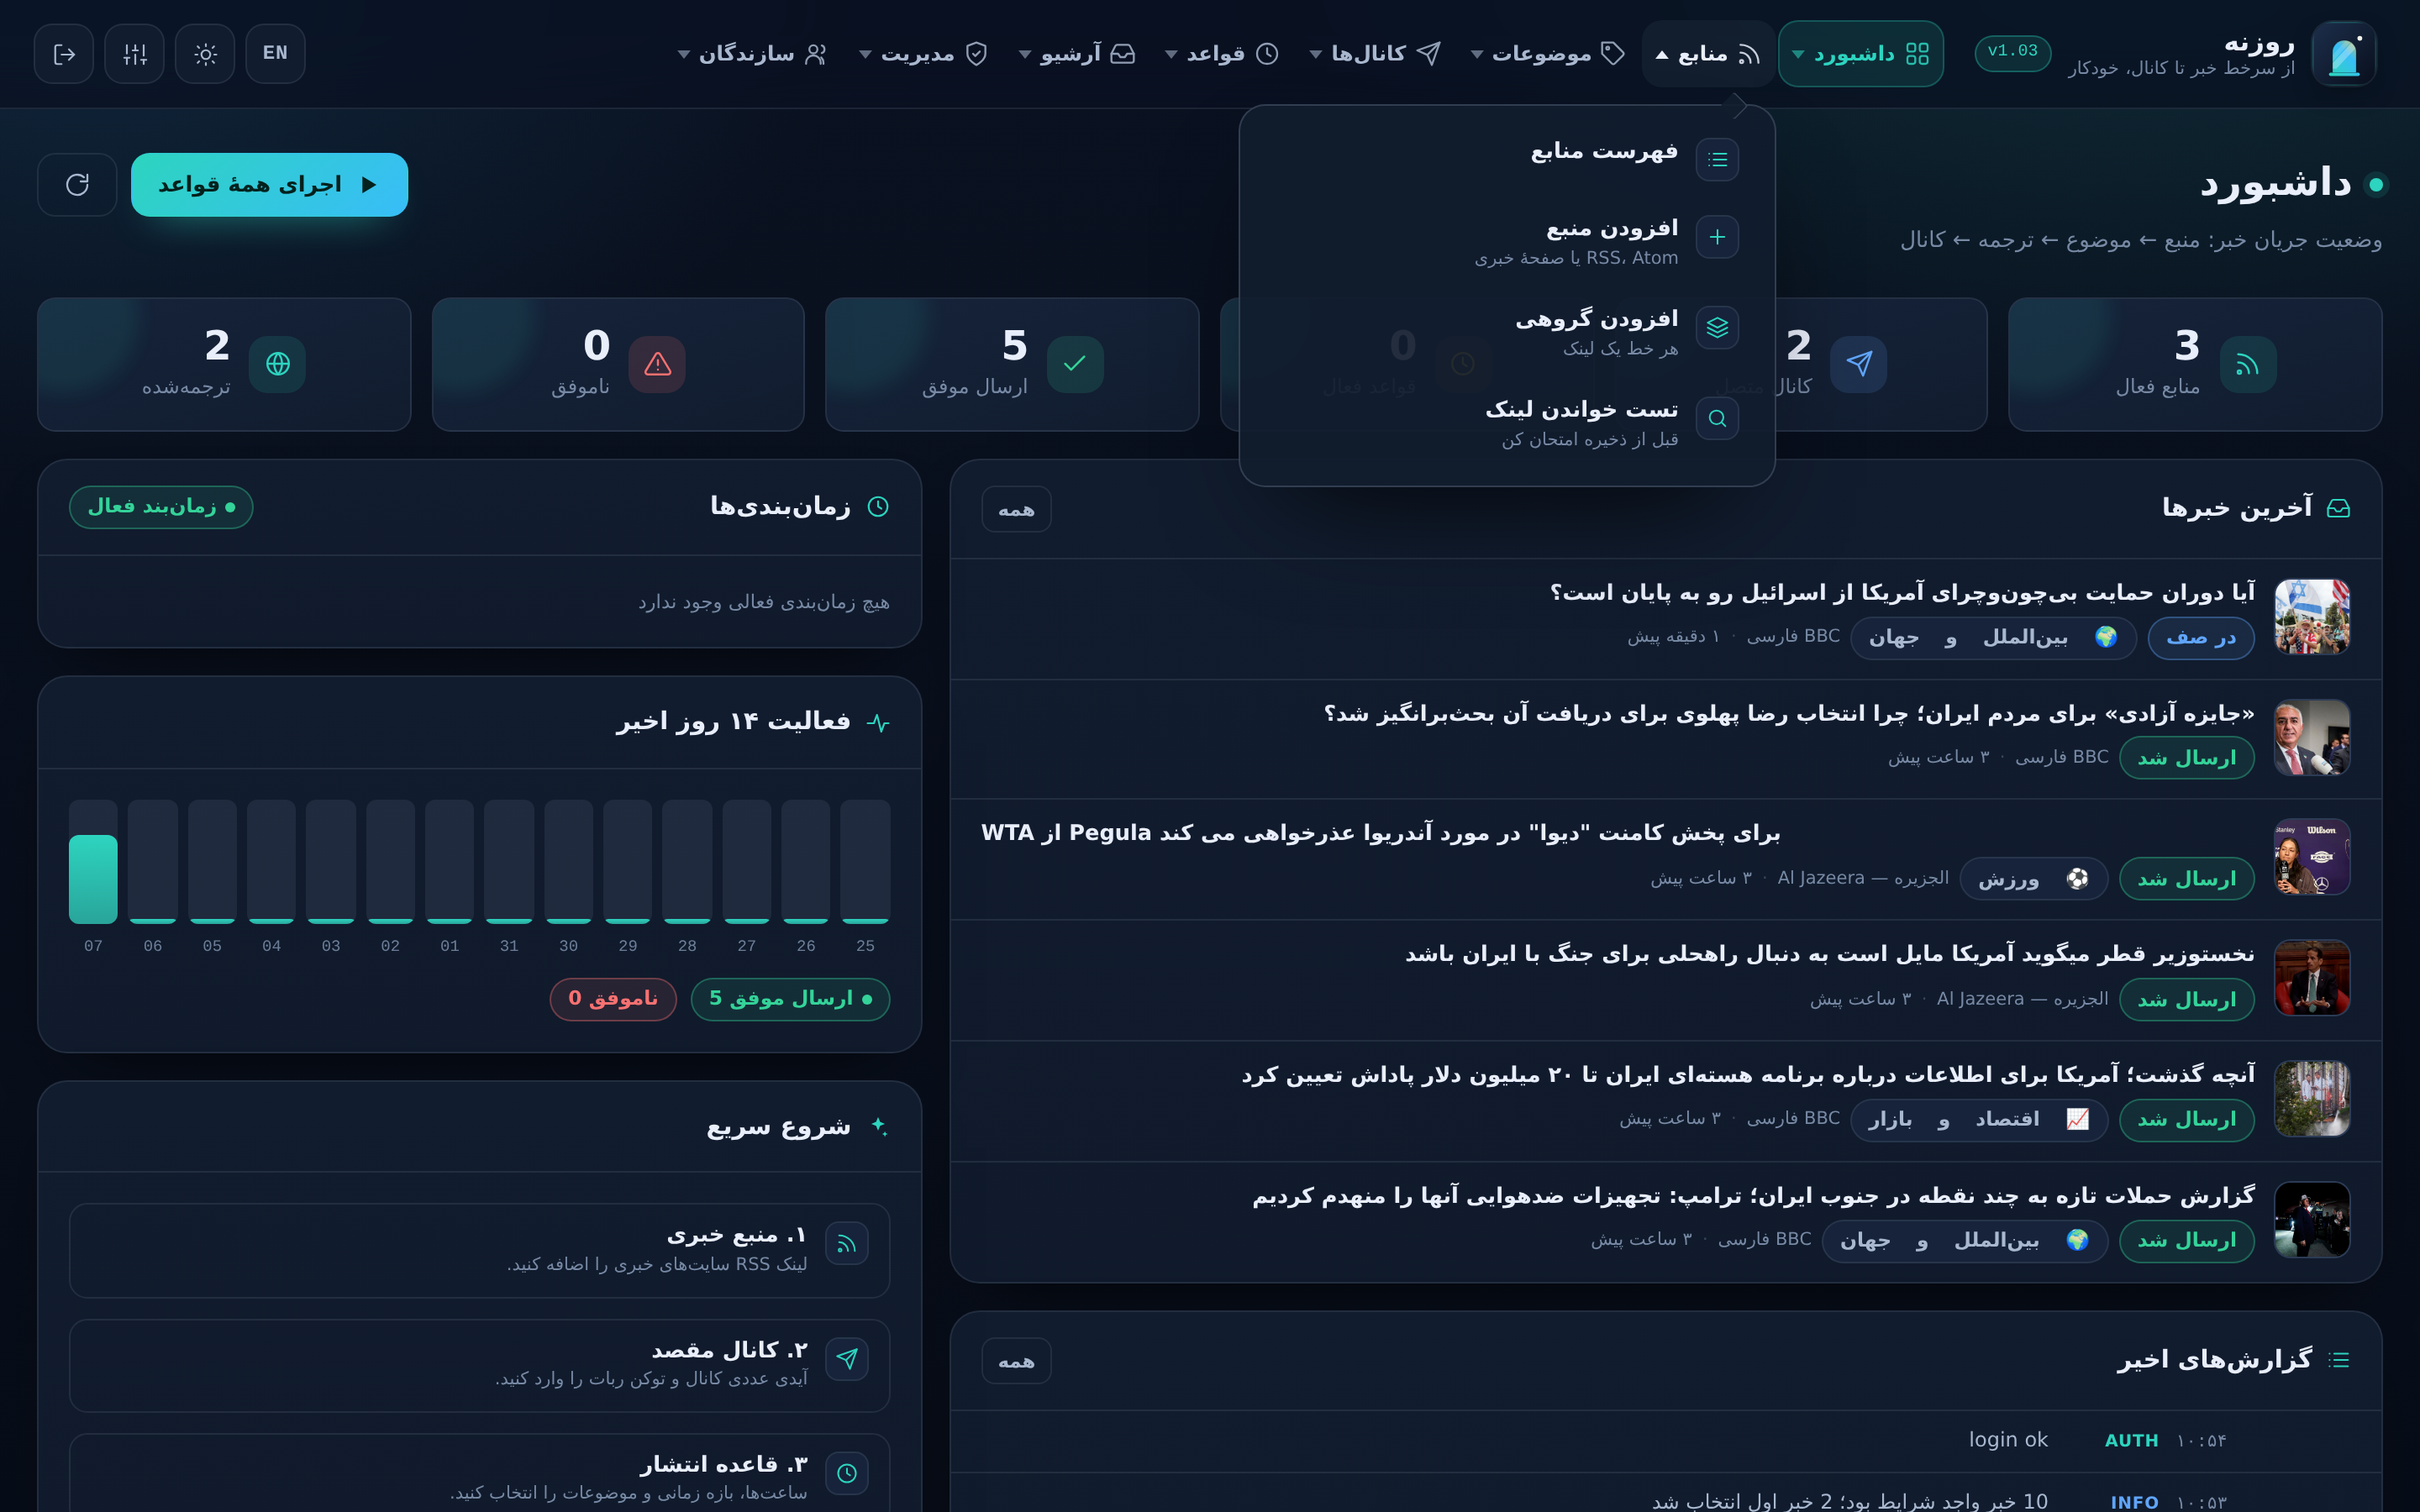 روزنه
از سرخط خبر تا کانال، خودکار
v1.03
داشبورد
منابع
موضوعات
کانال‌ها
قواعد
آرشیو
مدیریت
سازندگان
EN
فهرست منابع
افزودن منبع
RSS، Atom یا صفحهٔ خبری
افزودن گروهی
هر خط یک لینک
تست خواندن لینک
قبل از ذخیره امتحان کن
داشبورد
وضعیت جریان خبر: منبع ← موضوع ← ترجمه ← کانال
اجرای همهٔ قواعد
3
منابع فعال
2
کانال متصل
0
قواعد فعال
5
ارسال موفق
0
ناموفق
2
ترجمه‌شده
آخرین خبرها
همه
آیا دوران حمایت بی‌چون‌وچرای آمریکا از اسرائیل رو به پایان است؟
در صف
🌍 بین‌الملل و جهان
BBC فارسی · ۱ دقیقه پیش
«جایزه آزادی» برای مردم ایران؛ چرا انتخاب رضا پهلوی برای دریافت آن بحث‌برانگیز شد؟
ارسال شد
BBC فارسی · ۳ ساعت پیش
WTA از Pegula برای پخش کامنت "دیوا" در مورد آندریوا عذرخواهی می کند
ارسال شد
⚽ ورزش
الجزیره — Al Jazeera · ۳ ساعت پیش
نخستوزیر قطر میگوید آمریکا مایل است به دنبال راهحلی برای جنگ با ایران باشد
ارسال شد
الجزیره — Al Jazeera · ۳ ساعت پیش
آنچه گذشت؛ آمریکا برای اطلاعات درباره برنامه هسته‌ای ایران تا ۲۰ میلیون دلار پاداش تعیین کرد
ارسال شد
📈 اقتصاد و بازار
BBC فارسی · ۳ ساعت پیش
گزارش حملات تازه به چند نقطه در جنوب ایران؛ ترامپ: تجهیزات ضدهوایی آنها را منهدم کردیم
ارسال شد
🌍 بین‌الملل و جهان
BBC فارسی · ۳ ساعت پیش
گزارش‌های اخیر
همه
۱۰:۵۴ AUTH login ok
۱۰:۵۳ INFO 10 خبر واجد شرایط بود؛ 2 خبر اول انتخاب شد
زمان‌بندی‌ها
زمان‌بند فعال
هیچ زمان‌بندی فعالی وجود ندارد
فعالیت ۱۴ روز اخیر
25 26 27 28 29 30 31 01 02 03 04 05 06 07
ارسال موفق 5
ناموفق 0
شروع سریع
۱. منبع خبری
لینک RSS سایت‌های خبری را اضافه کنید.
۲. کانال مقصد
آیدی عددی کانال و توکن ربات را وارد کنید.
۳. قاعده انتشار
ساعت‌ها، بازه زمانی و موضوعات را انتخاب کنید.
Wilson